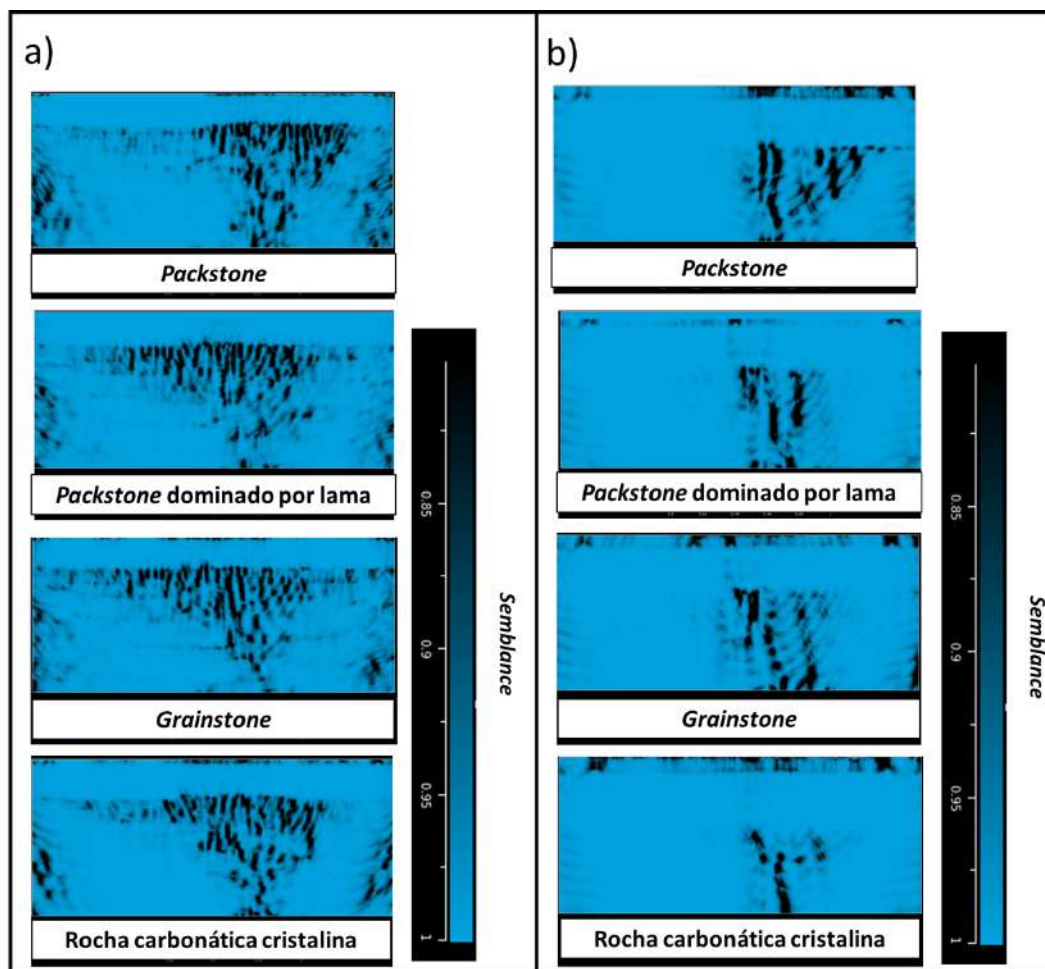 a)
Packstone
Packstone dominado por lama
Grainstone
Rocha carbonática cristalina
0.85
0.9
0.95
1
Semblance
b)
Packstone
Packstone dominado por lama
Grainstone
Rocha carbonática cristalina
0.85
0.9
0.95
1
Semblance